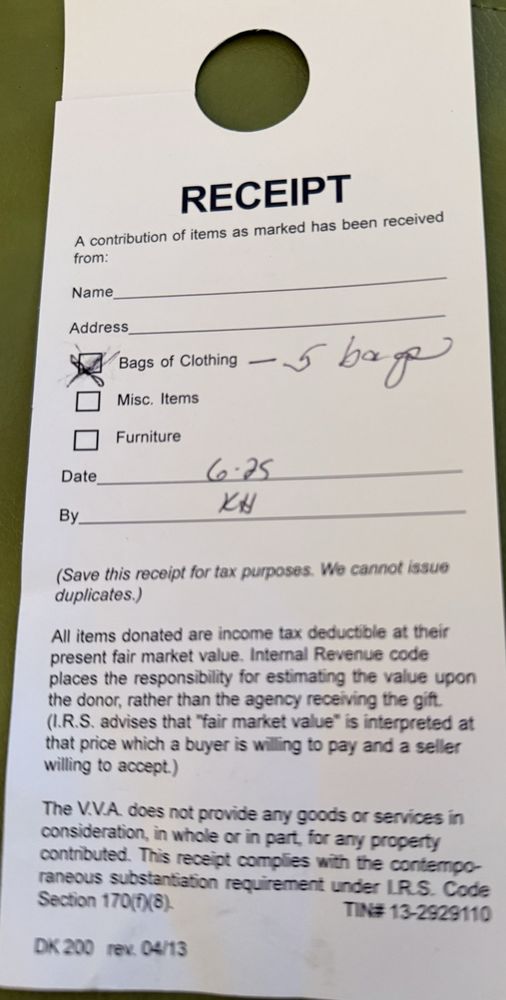 RECEIPT
A contribution of items as marked has been received
from:
Name
Address
Bags of Clothing — 5 bags
Misc. Items
Furniture
Date 6-25
By KH
(Save this receipt for tax purposes. We cannot issue
duplicates.)
All items donated are income tax deductible at their
present fair market value. Internal Revenue code
places the responsibility for estimating the value upon
the donor, rather than the agency receiving the gift.
(I.R.S. advises that "fair market value" is interpreted at
that price which a buyer is willing to pay and a seller
willing to accept.)
The V.V.A. does not provide any goods or services in
consideration, in whole or in part, for any property
contributed. This receipt complies with the contempo-
raneous substantiation requirement under I.R.S. Code
Section 170(f)(8). TIN# 13-2929110
DK 200 rev. 04/13